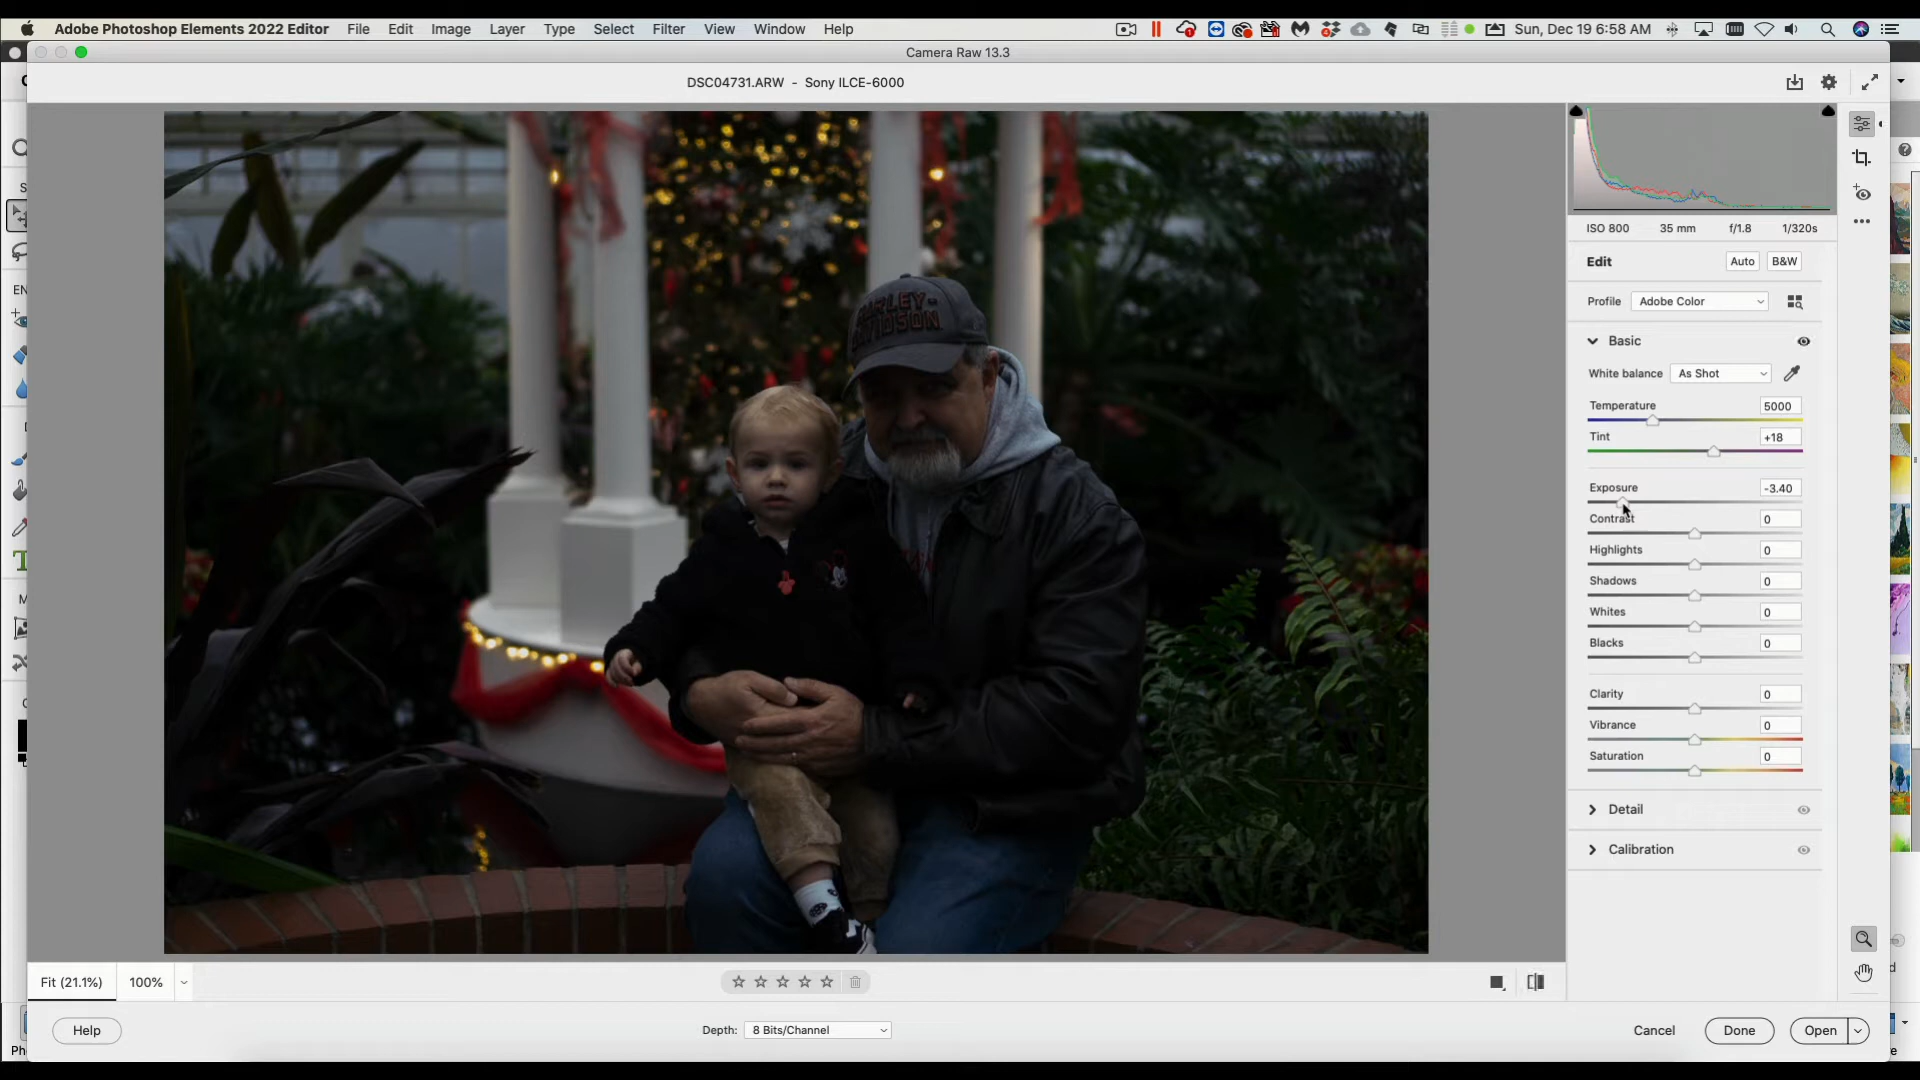 Adobe Photoshop Elements 2022 Editor File Edit Image Layer Type Select Filter View Window Help Sun, Dec 19 6:58 AM
Camera Raw 13.3
DSC04731.ARW - Sony ILCE-6000
ISO 800 35 mm f/1.8 1/320s
Edit Auto B&W
Profile Adobe Color
Basic
White balance As Shot
Temperature 5000
Tint +18
Exposure -3.40
Contrast 0
Highlights 0
Shadows 0
Whites 0
Blacks 0
Clarity 0
Vibrance 0
Saturation 0
Detail
Calibration
HARLEY-
DAVIDSON
Fit (21.1%) 100%
Help Depth: 8 Bits/Channel Cancel Done Open